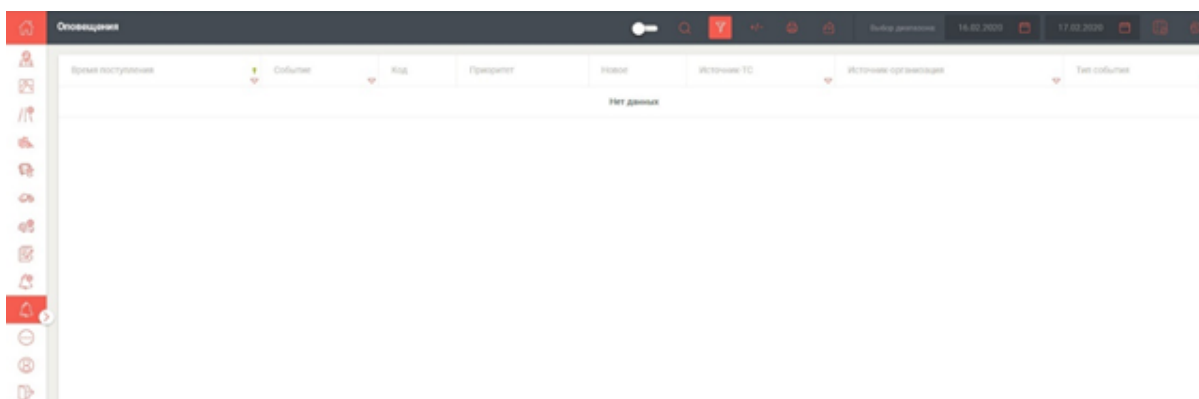 Оповещения
+/-
Выбор диапазона
16.02.2020
17.02.2020
Время поступления
Событие
Код
Приоритет
Новое
Источник ТС
Источник организация
Тип события
Нет данных